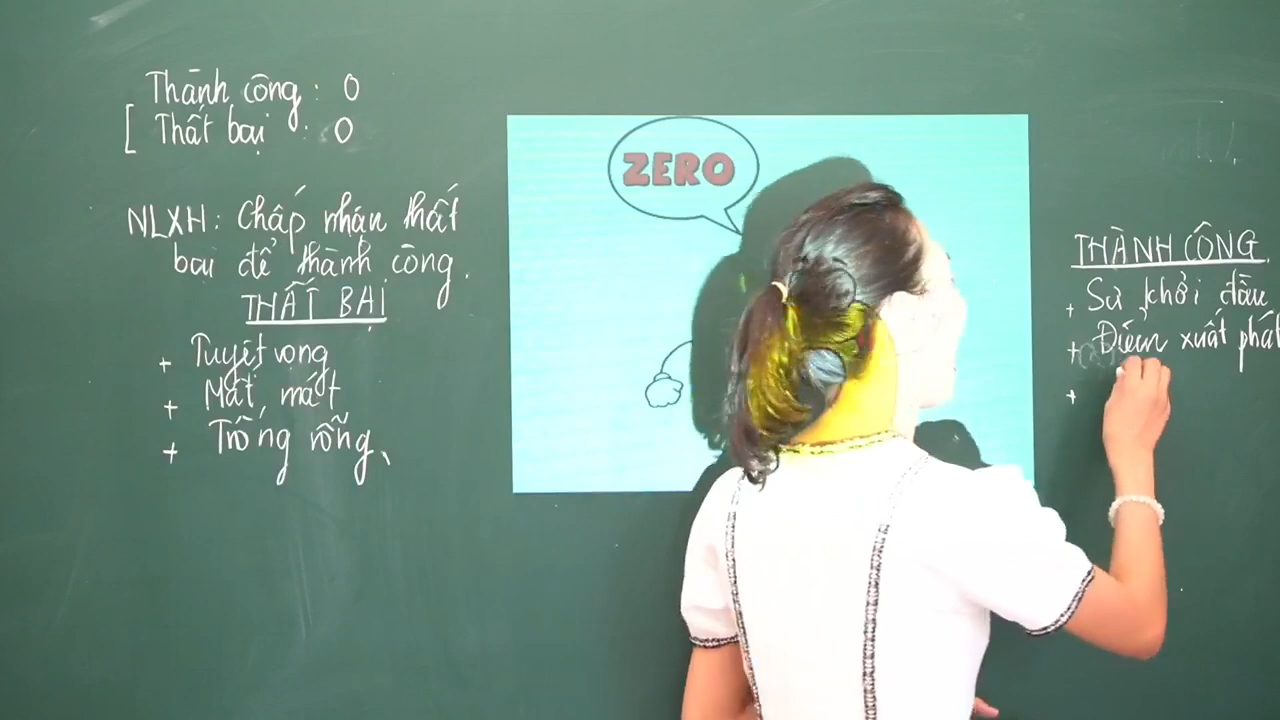 Thành công : 0
[ Thất bại : 0
NLXH: Chấp nhận thất
bại để thành công.
THẤT BẠI
+ Tuyệt vọng
+ Mất mát
+ Trống rỗng,
ZERO
THÀNH CÔNG
+ Sự khởi đầu
+ Điểm xuất phát
+